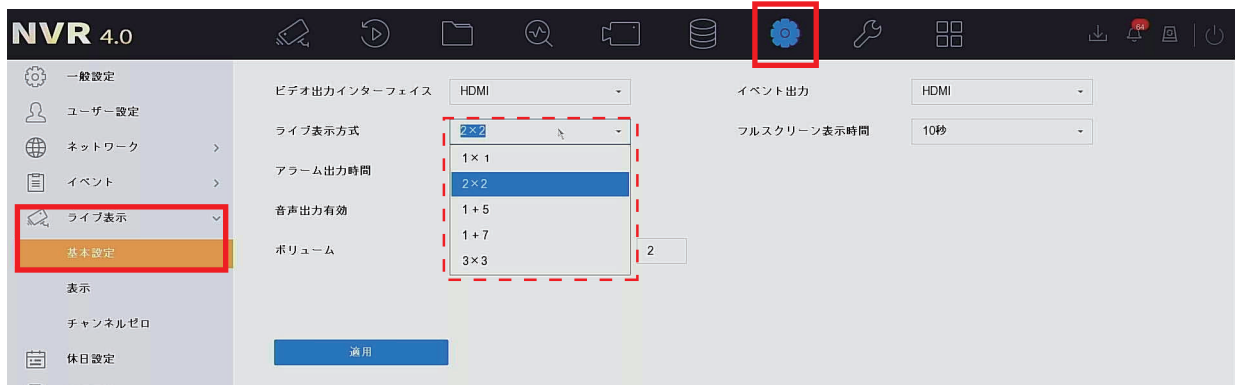 NVR 4.0
64
一般設定
ユーザー設定
ネットワーク
イベント
ライブ表示
基本設定
表示
チャンネルゼロ
休日設定
ビデオ出力インターフェイス HDMI
イベント出力 HDMI
ライブ表示方式 2×2
フルスクリーン表示時間 10秒
アラーム出力時間
音声出力有効
ボリューム 2
1×1
2×2
1+5
1+7
3×3
適用